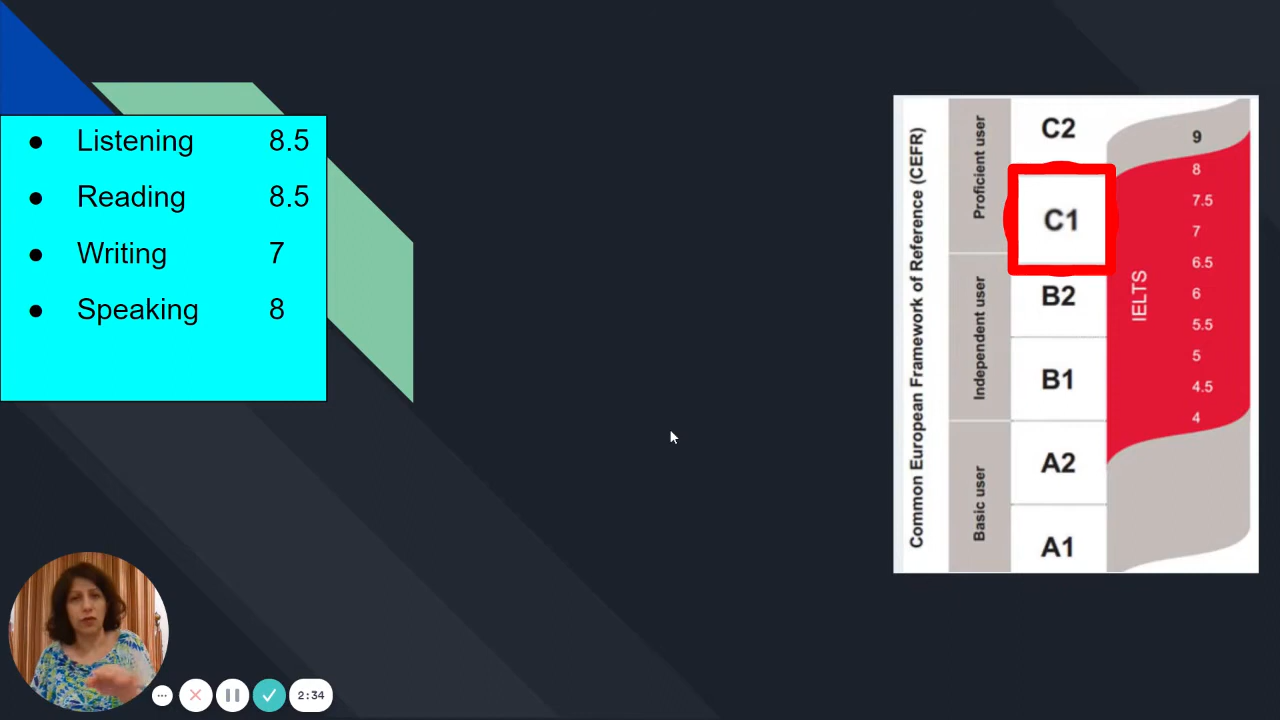 Listening 8.5
Reading 8.5
Writing 7
Speaking 8
Common European Framework of Reference (CEFR)
Proficient user
Independent user
Basic user
C2
C1
B2
B1
A2
A1
IELTS
9
8
7.5
7
6.5
6
5.5
5
4.5
4
2:34